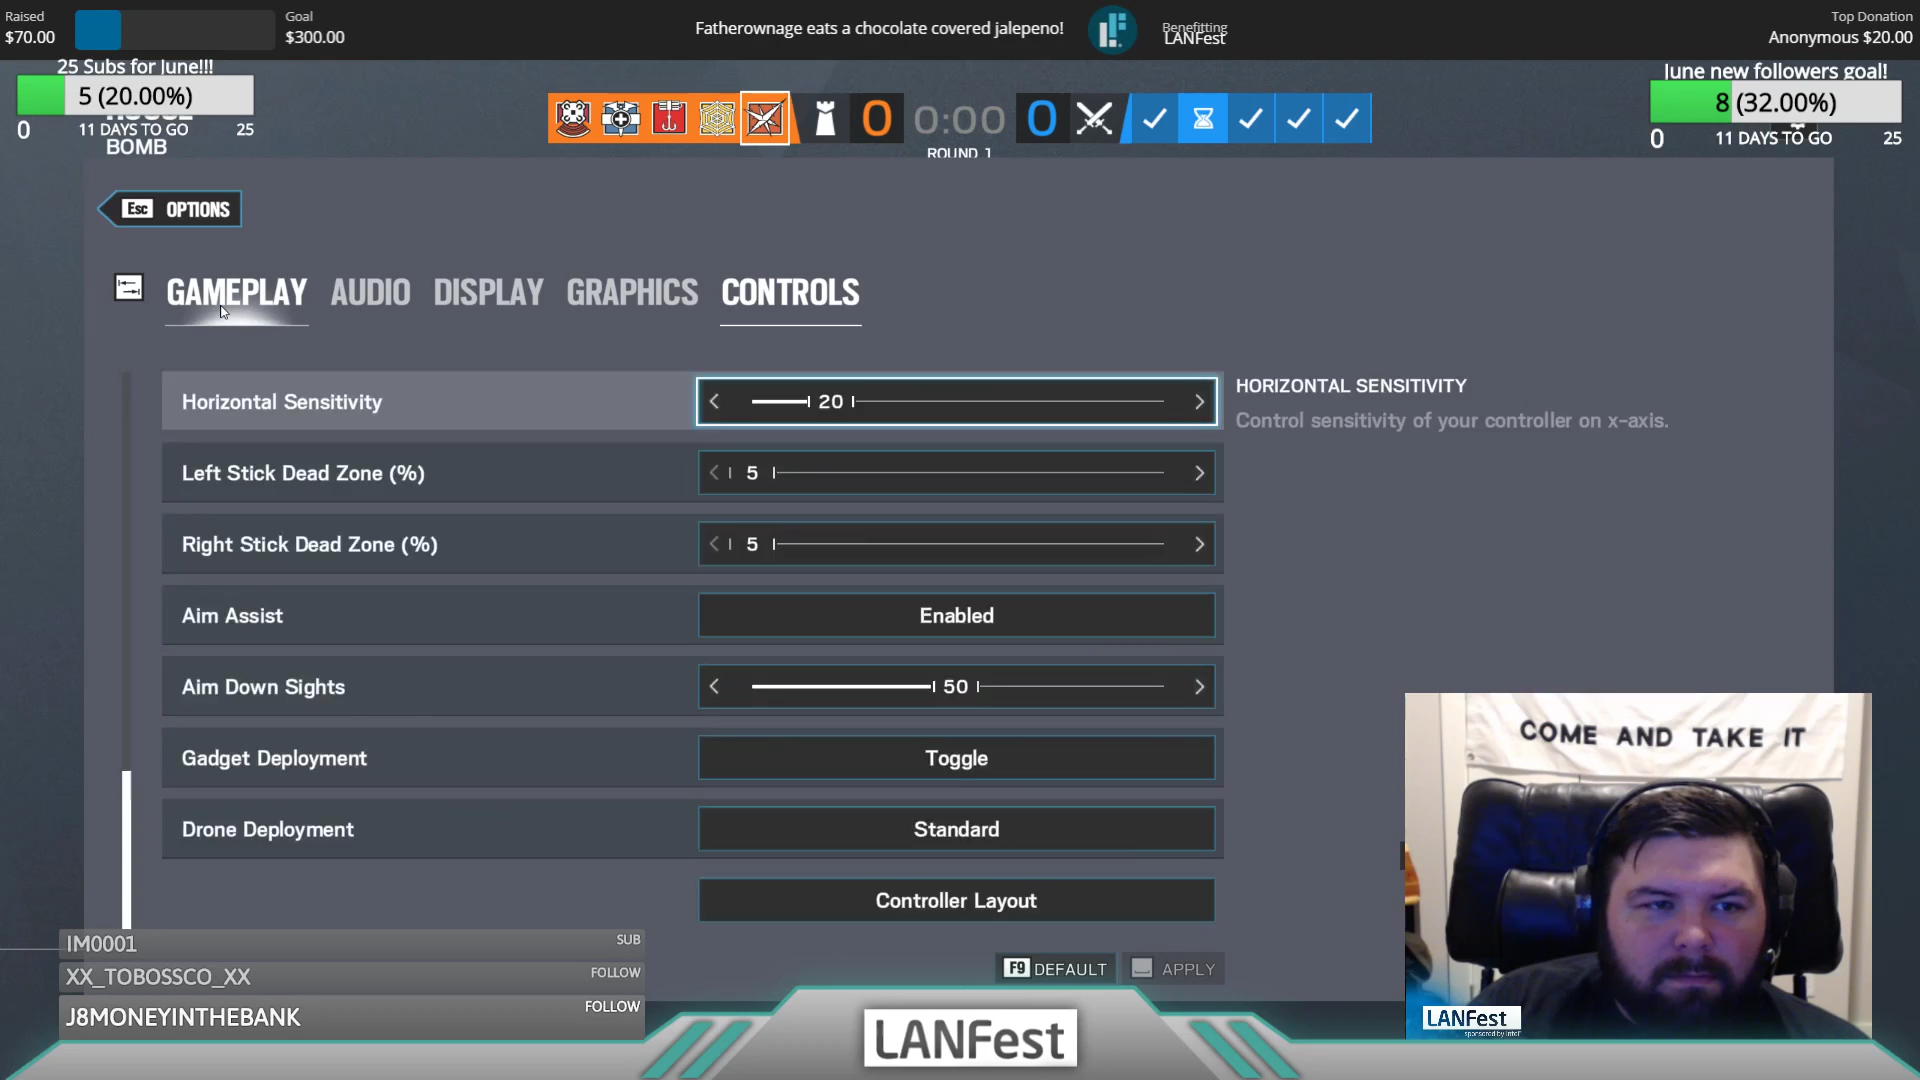 Raised
$70.00
Goal
$300.00
Fatherownage eats a chocolate covered jalepeno!
Benefitting
LANFest
Top Donation
Anonymous $20.00
25 Subs for June!!!
5 (20.00%)
0
11 DAYS TO GO
25
BOMB
0
0:00
0
ROUND 1
June new followers goal!
8 (32.00%)
0
11 DAYS TO GO
25
Esc OPTIONS
GAMEPLAY AUDIO DISPLAY GRAPHICS CONTROLS
Horizontal Sensitivity
20
HORIZONTAL SENSITIVITY
Control sensitivity of your controller on x-axis.
Left Stick Dead Zone (%)
5
Right Stick Dead Zone (%)
5
Aim Assist
Enabled
Aim Down Sights
50
Gadget Deployment
Toggle
Drone Deployment
Standard
Controller Layout
F9 DEFAULT
APPLY
COME AND TAKE IT
IM0001
SUB
XX_TOBOSSCO_XX
FOLLOW
J8MONEYINTHEBANK
FOLLOW
LANFest
LANFest
sponsored by Intel